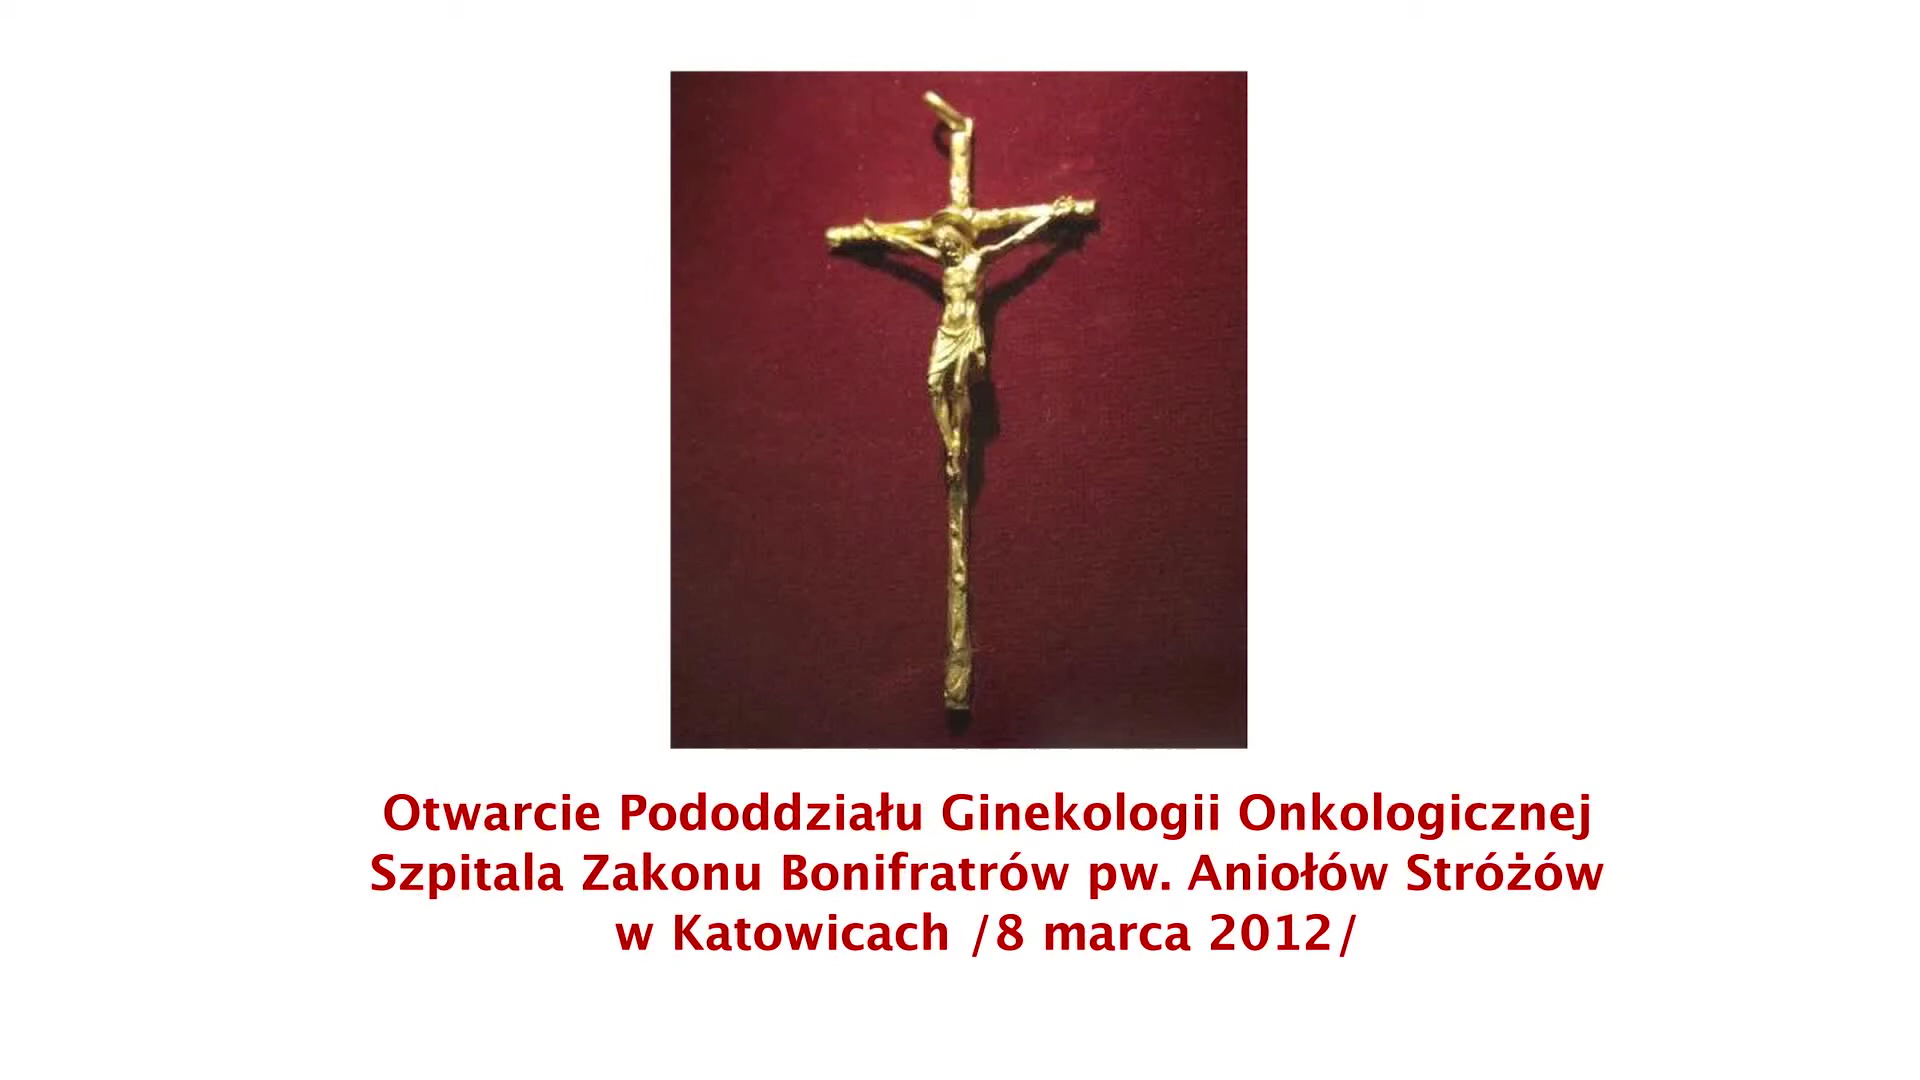 Otwarcie Pododdziału Ginekologii Onkologicznej
Szpitala Zakonu Bonifratrów pw. Aniołów Stróżów
w Katowicach /8 marca 2012/